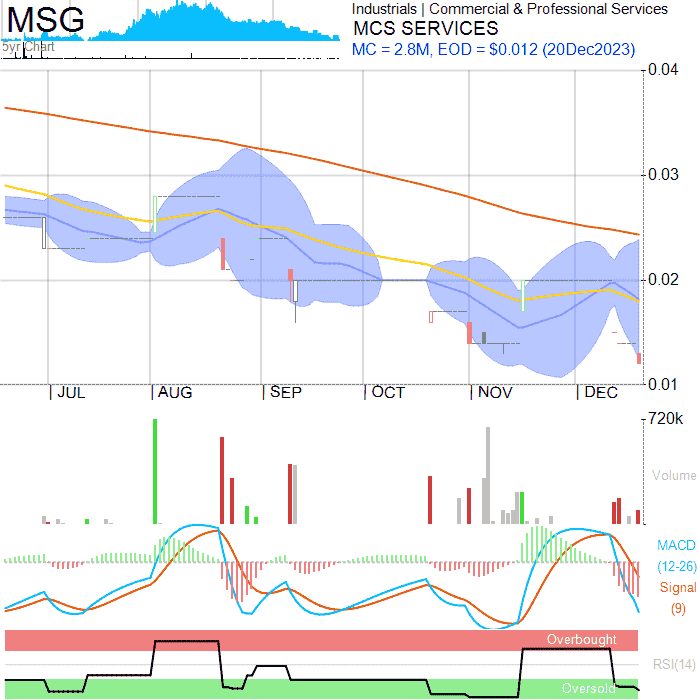 MSG
5yr Chart
Industrials | Commercial & Professional Services
MCS SERVICES
MC = 2.8M, EOD = $0.012 (20Dec2023)
0.04
0.03
0.02
0.01
JUL AUG SEP OCT NOV DEC
720k
Volume
MACD
(12-26)
Signal
(9)
Overbought
RSI(14)
Oversold